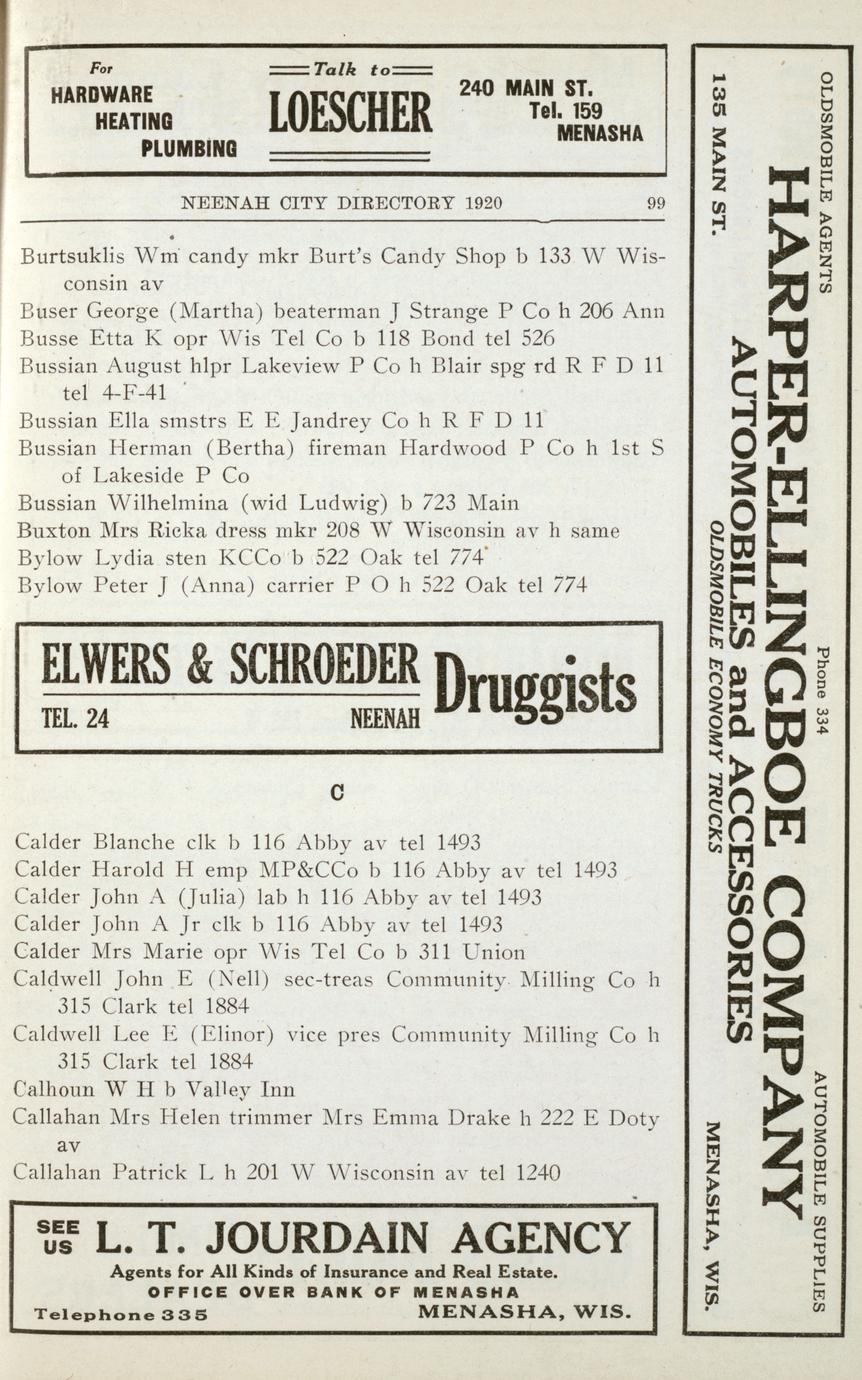 For
HARDWARE
HEATING
PLUMBING
Talk to
LOESCHER
240 MAIN ST.
Tel. 159
MENASHA
NEENAH CITY DIRECTORY 1920 99
Burtsuklis Wm candy mkr Burt's Candy Shop b 133 W Wis-
consin av
Buser George (Martha) beaterman J Strange P Co h 206 Ann
Busse Etta K opr Wis Tel Co b 118 Bond tel 526
Bussian August hlpr Lakeview P Co h Blair spg rd R F D 11
tel 4-F-41
Bussian Ella smstrs E E Jandrey Co h R F D 11
Bussian Herman (Bertha) fireman Hardwood P Co h 1st S
of Lakeside P Co
Bussian Wilhelmina (wid Ludwig) b 723 Main
Buxton Mrs Ricka dress mkr 208 W Wisconsin av h same
Bylow Lydia sten KCCo b 522 Oak tel 774
Bylow Peter J (Anna) carrier P O h 522 Oak tel 774
ELWERS & SCHROEDER
TEL. 24 NEENAH
Druggists
C
Calder Blanche clk b 116 Abby av tel 1493
Calder Harold H emp MP&CCo b 116 Abby av tel 1493
Calder John A (Julia) lab h 116 Abby av tel 1493
Calder John A Jr clk b 116 Abby av tel 1493
Calder Mrs Marie opr Wis Tel Co b 311 Union
Caldwell John E (Nell) sec-treas Community Milling Co h
315 Clark tel 1884
Caldwell Lee E (Elinor) vice pres Community Milling Co h
315 Clark tel 1884
Calhoun W H b Valley Inn
Callahan Mrs Helen trimmer Mrs Emma Drake h 222 E Doty
av
Callahan Patrick L h 201 W Wisconsin av tel 1240
SEE
US
L. T. JOURDAIN AGENCY
Agents for All Kinds of Insurance and Real Estate.
OFFICE OVER BANK OF MENASHA
Telephone 335 MENASHA, WIS.
OLDSMOBILE AGENTS Phone 334 AUTOMOBILE SUPPLIES
HARPER-ELLINGBOE COMPANY
AUTOMOBILES and ACCESSORIES
OLDSMOBILE ECONOMY TRUCKS
135 MAIN ST. MENASHA, WIS.